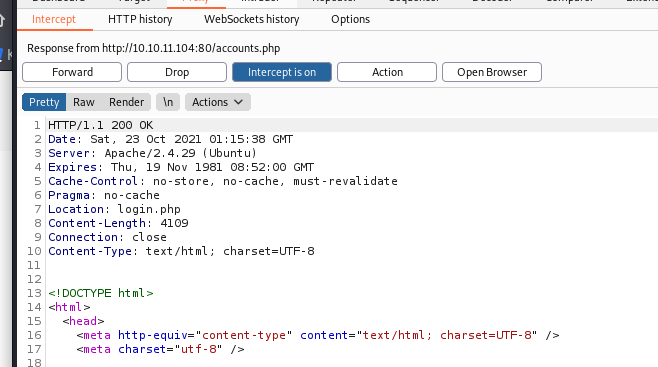 Intercept HTTP history WebSockets history Options
Response from http://10.10.11.104:80/accounts.php
Forward Drop Intercept is on Action Open Browser
Pretty Raw Render \n Actions
1 HTTP/1.1 200 OK
2 Date: Sat, 23 Oct 2021 01:15:38 GMT
3 Server: Apache/2.4.29 (Ubuntu)
4 Expires: Thu, 19 Nov 1981 08:52:00 GMT
5 Cache-Control: no-store, no-cache, must-revalidate
6 Pragma: no-cache
7 Location: login.php
8 Content-Length: 4109
9 Connection: close
10 Content-Type: text/html; charset=UTF-8
11
12
13 <!DOCTYPE html>
14 <html>
15 <head>
16 <meta http-equiv="content-type" content="text/html; charset=UTF-8" />
17 <meta charset="utf-8" />
18